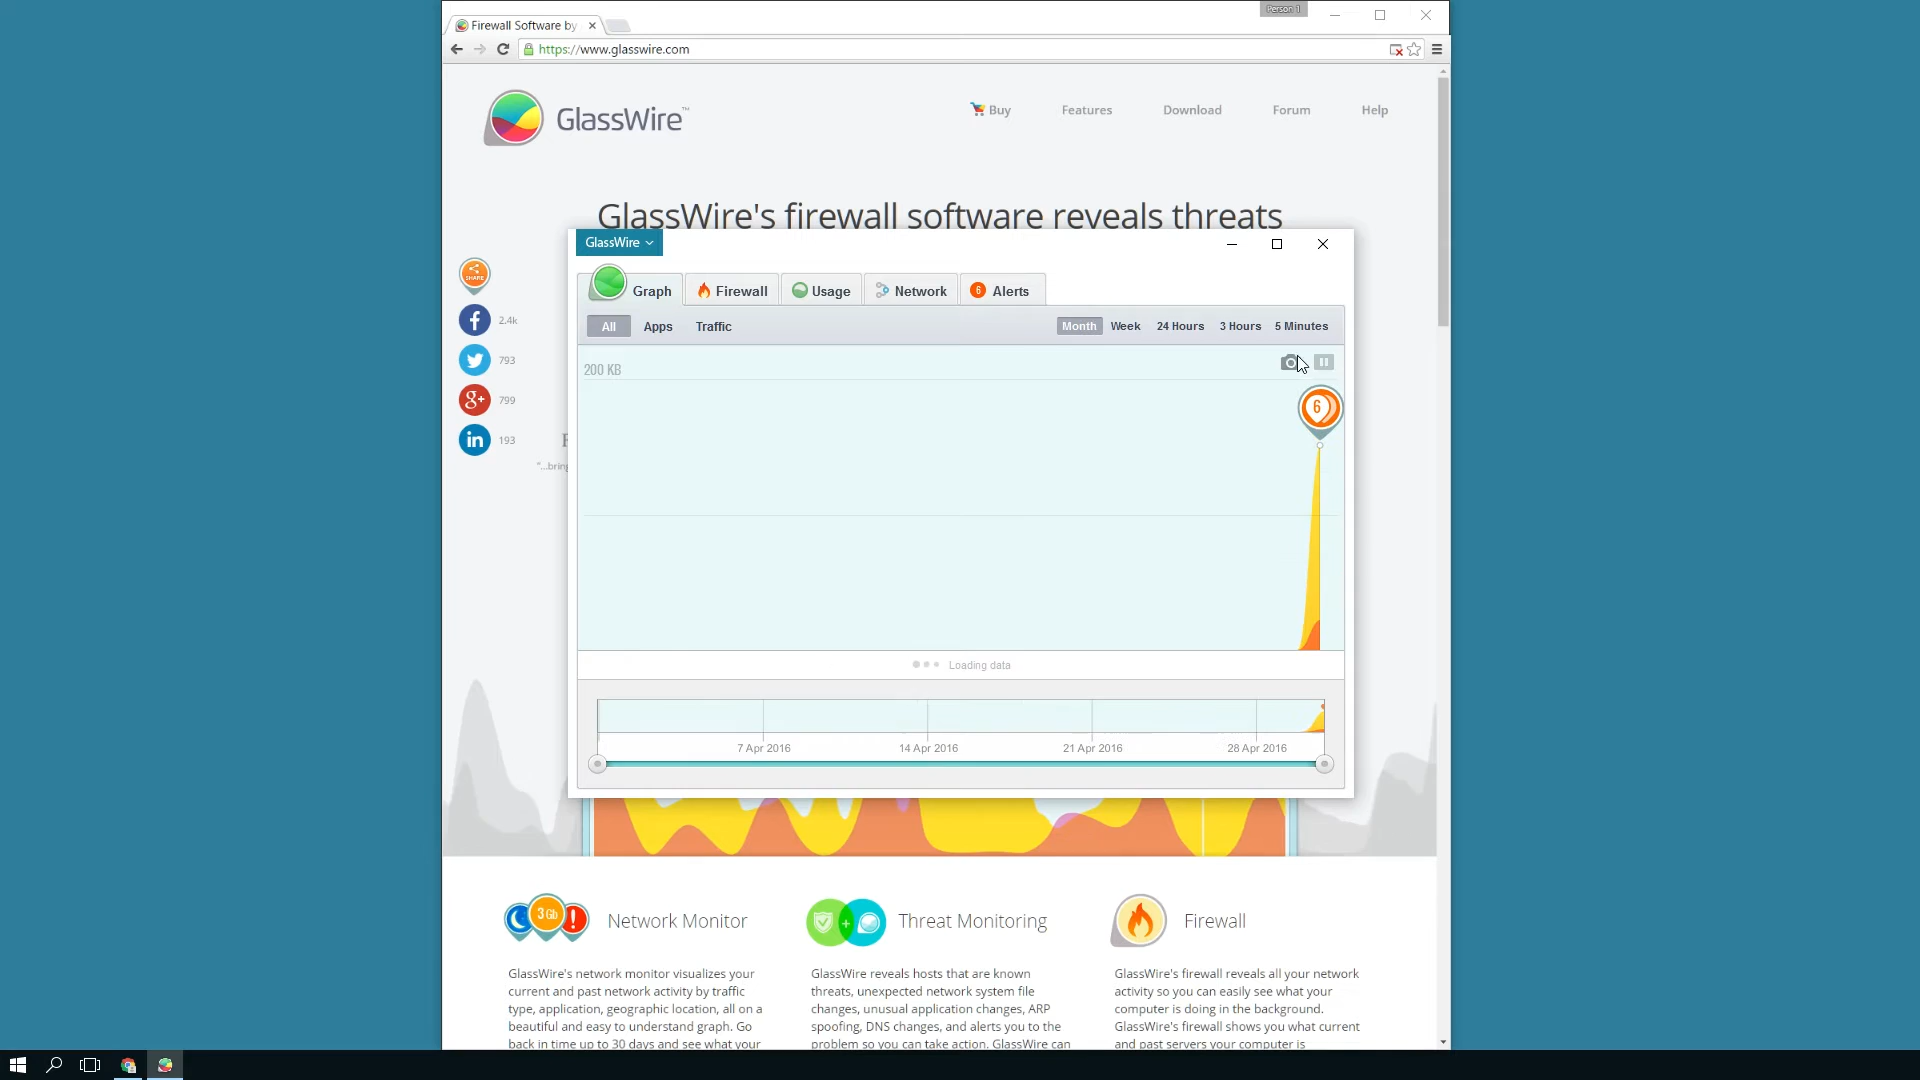 Person 1
Firewall Software by
https://www.glasswire.com
GlassWire™
Buy
Features
Download
Forum
Help
GlassWire's firewall software reveals threats
SHARE
2.4k
793
799
193
"...bring
GlassWire
Graph
Firewall
Usage
Network
6
Alerts
All
Apps
Traffic
Month
Week
24 Hours
3 Hours
5 Minutes
200 KB
6
Loading data
7 Apr 2016
14 Apr 2016
21 Apr 2016
28 Apr 2016
3 Gb
Network Monitor
GlassWire's network monitor visualizes your
current and past network activity by traffic
type, application, geographic location, all on a
beautiful and easy to understand graph. Go
back in time up to 30 days and see what your
Threat Monitoring
GlassWire reveals hosts that are known
threats, unexpected network system file
changes, unusual application changes, ARP
spoofing, DNS changes, and alerts you to the
problem so you can take action. GlassWire can
Firewall
GlassWire's firewall reveals all your network
activity so you can easily see what your
computer is doing in the background.
GlassWire's firewall shows you what current
and past servers your computer is